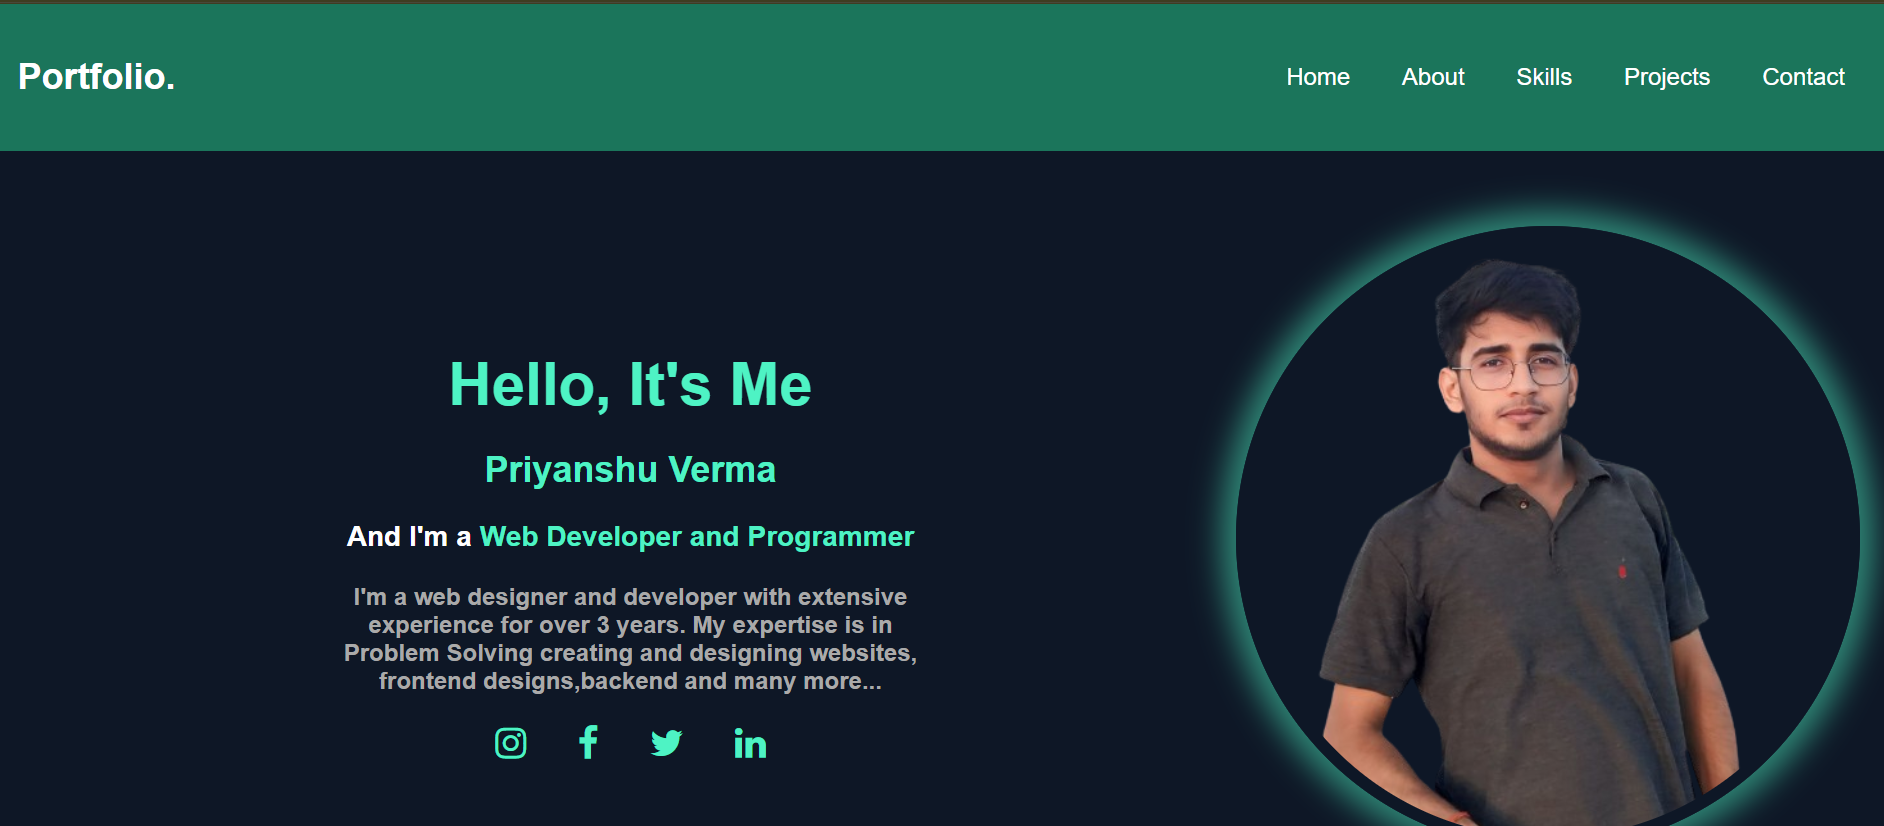 Portfolio.
Home About Skills Projects Contact
Hello, It's Me
Priyanshu Verma
And I'm a Web Developer and Programmer
I'm a web designer and developer with extensive
experience for over 3 years. My expertise is in
Problem Solving creating and designing websites,
frontend designs,backend and many more...